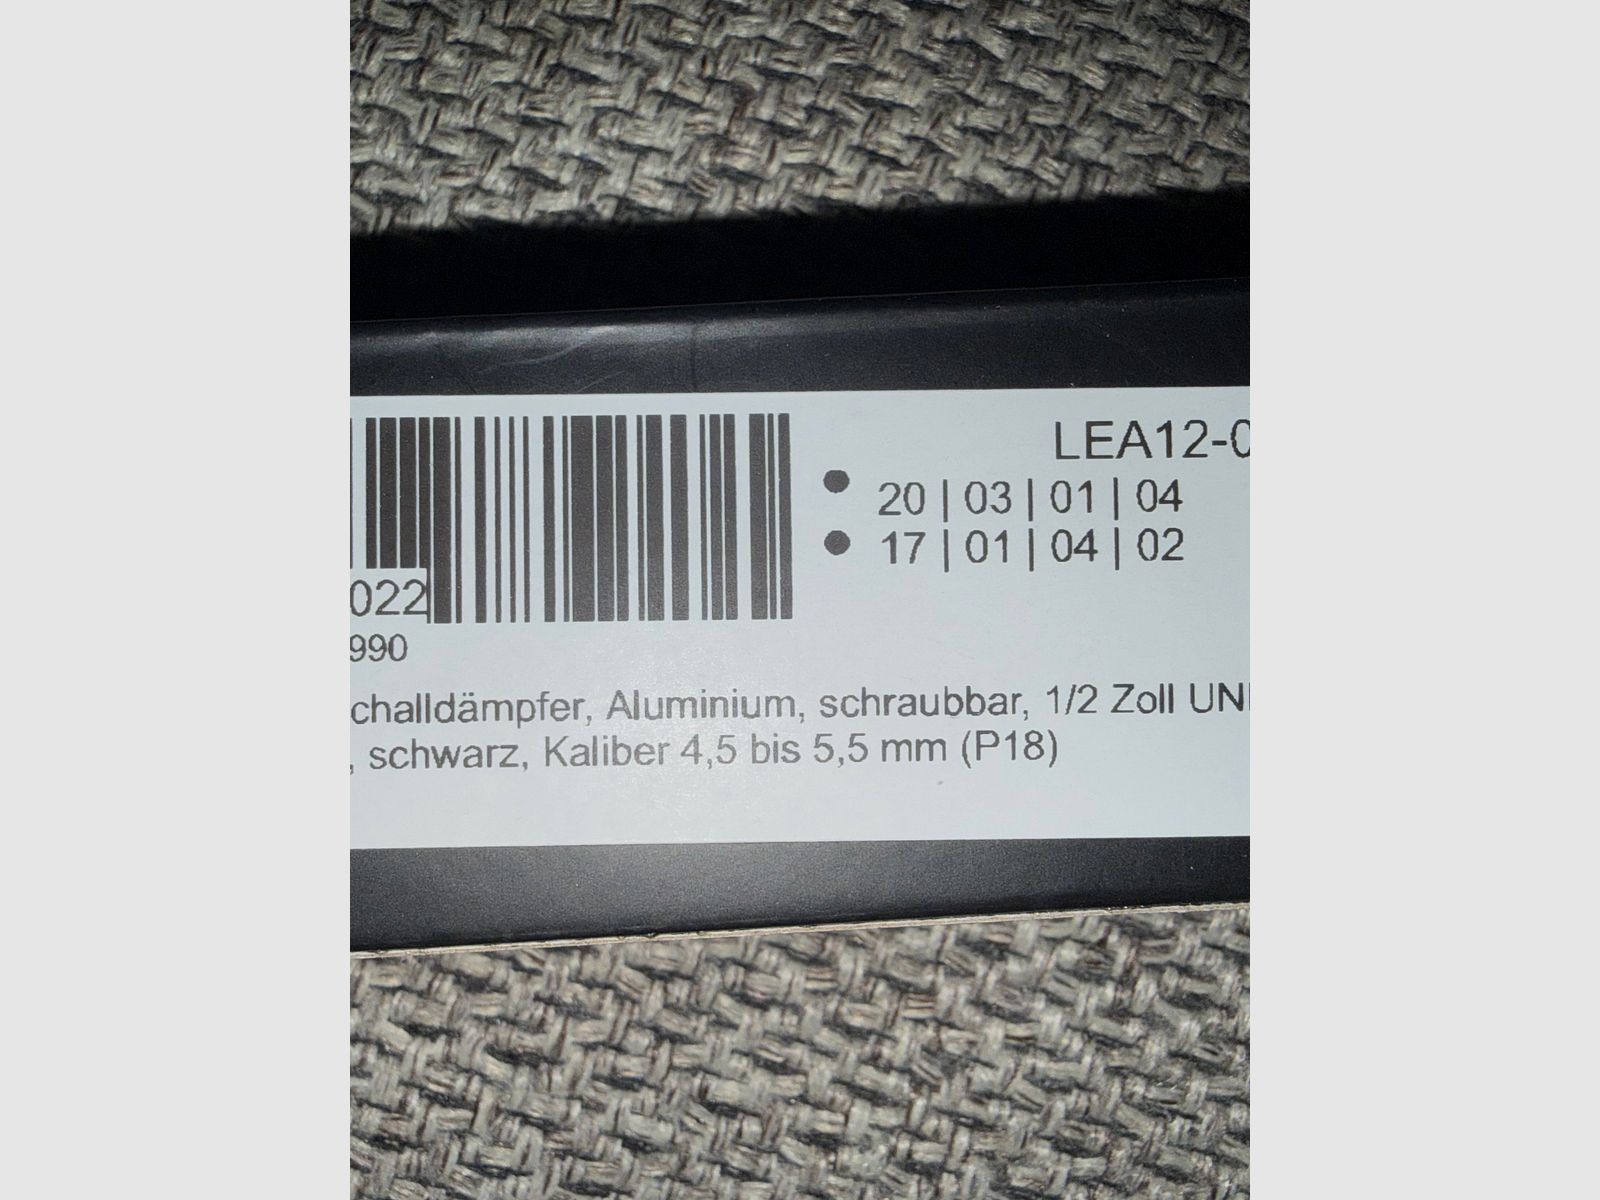 LEA12-0
20 | 03 | 01 | 04
17 | 01 | 04 | 02
022
990
challdämpfer, Aluminium, schraubbar, 1/2 Zoll UN
, schwarz, Kaliber 4,5 bis 5,5 mm (P18)